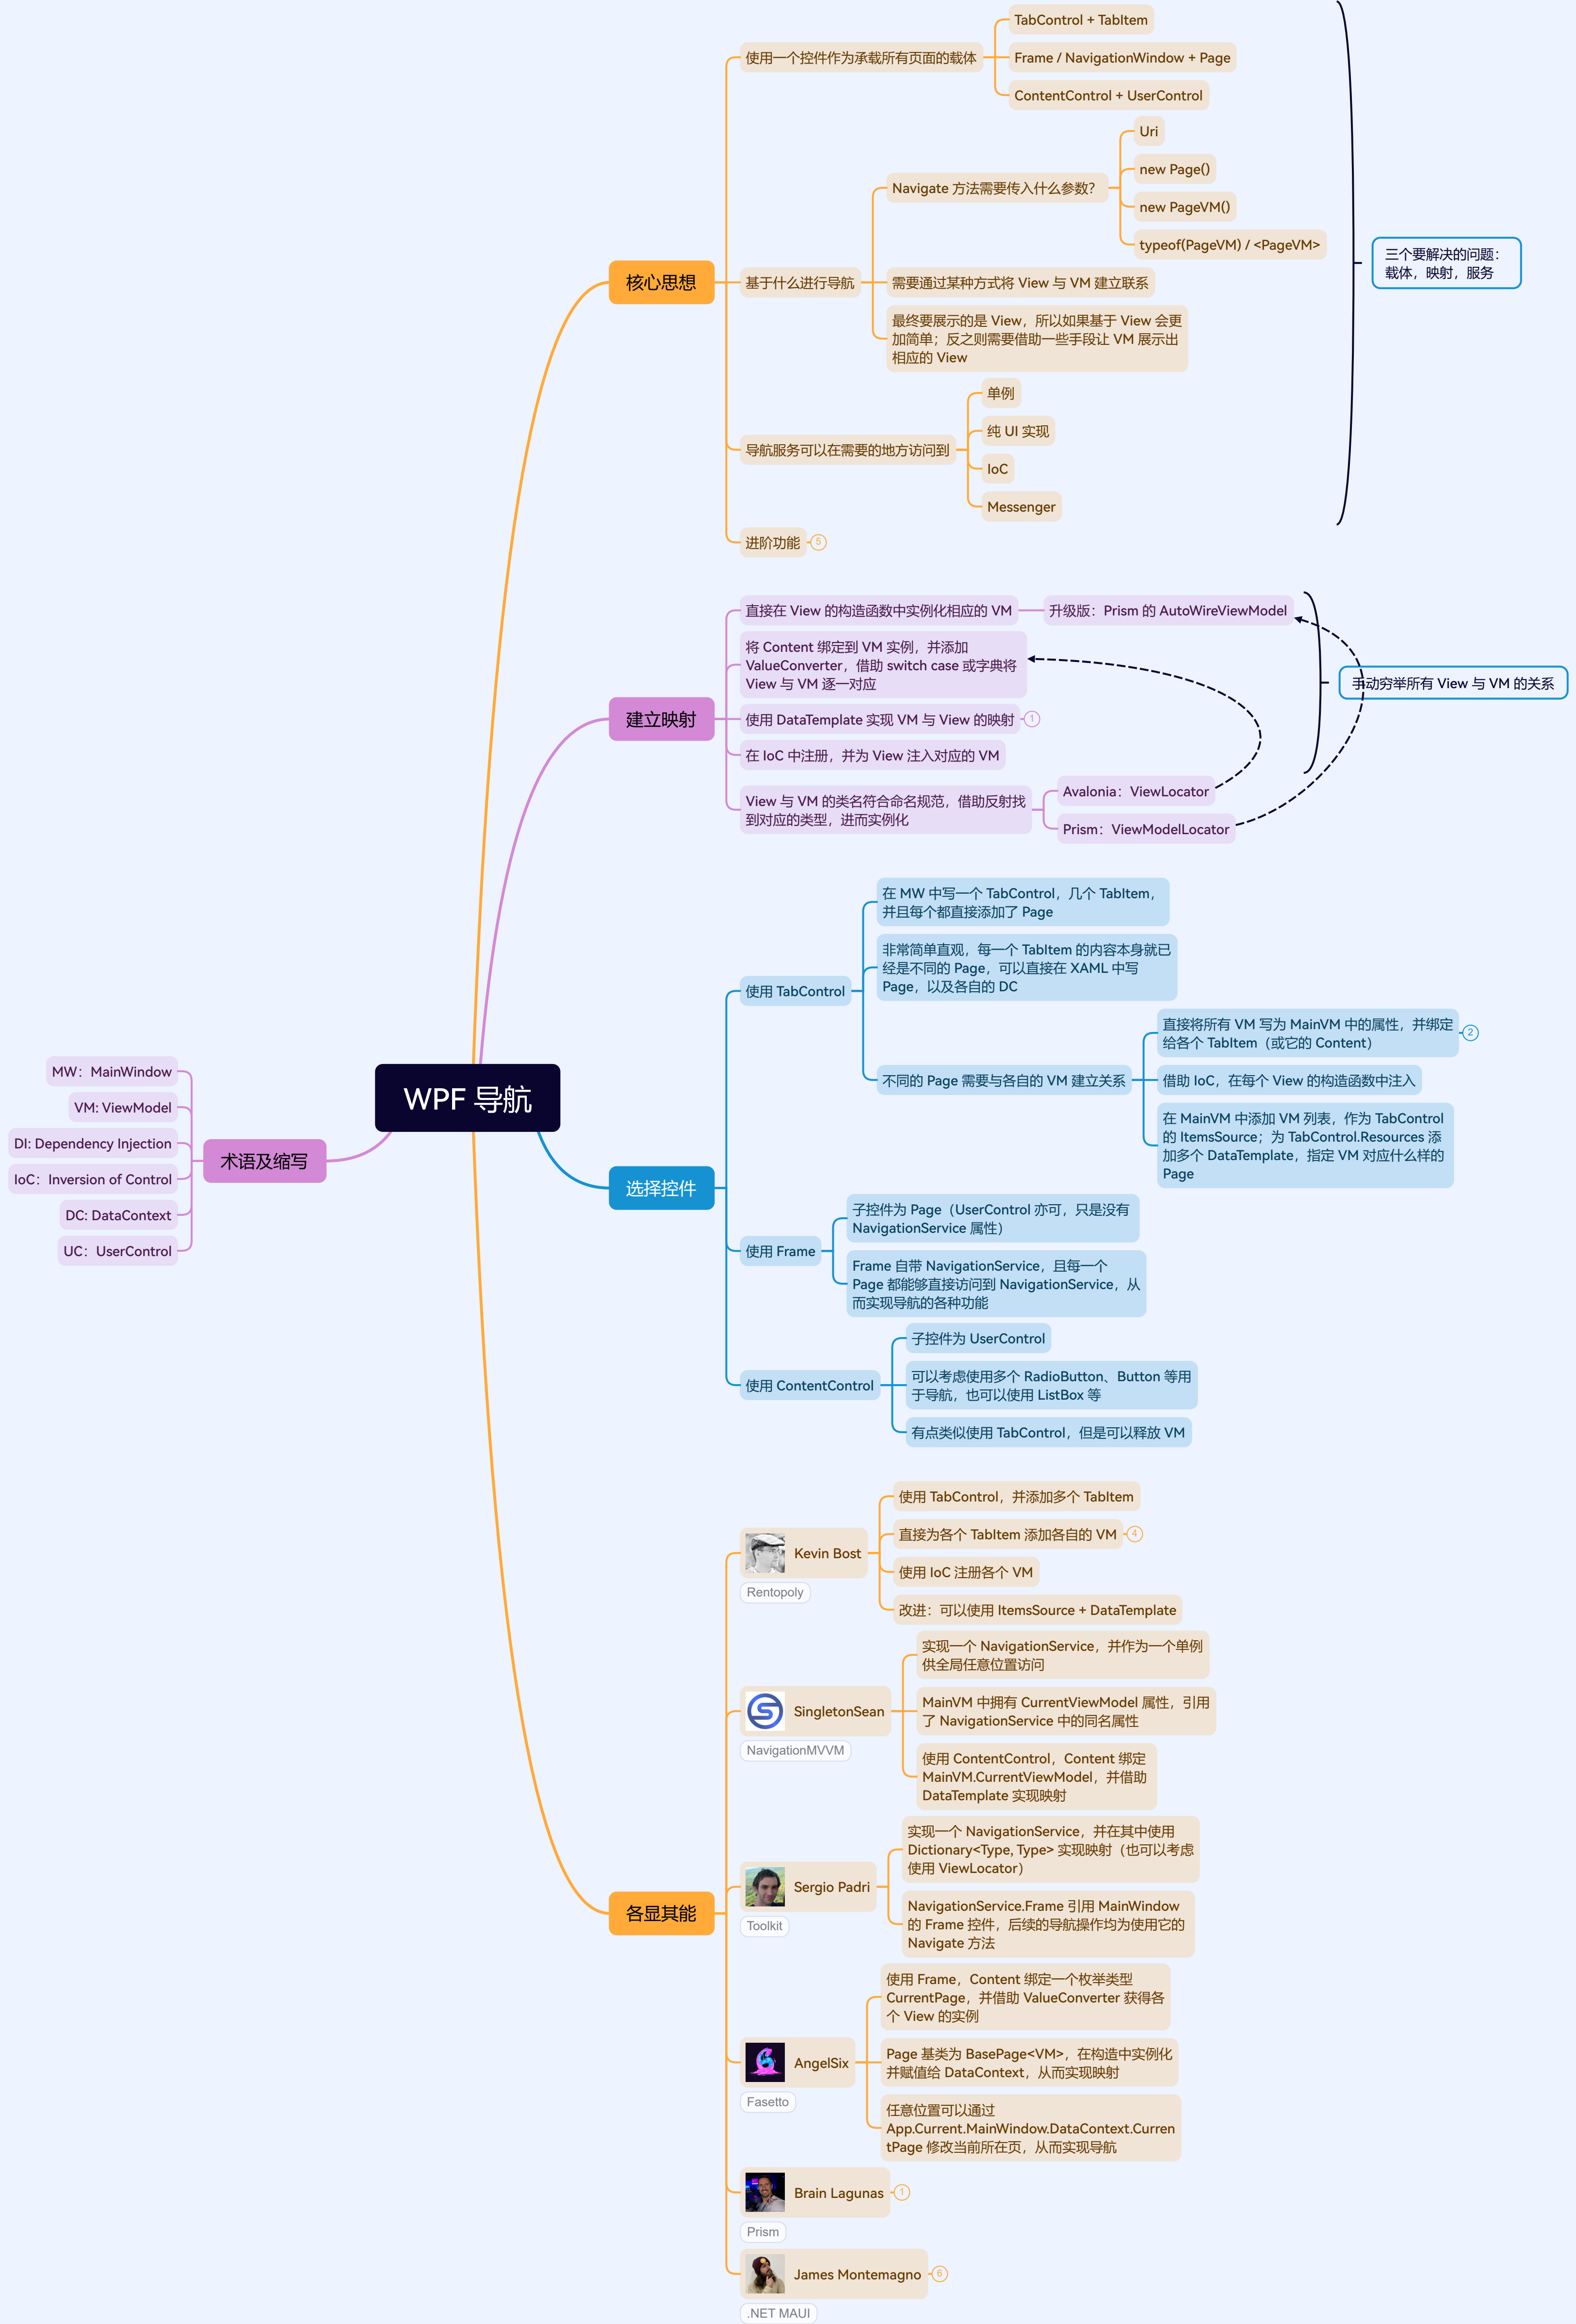 WPF 导航
核心思想
使用一个控件作为承载所有页面的载体
TabControl + TabItem
Frame / NavigationWindow + Page
ContentControl + UserControl
基于什么进行导航
Navigate 方法需要传入什么参数？
Uri
new Page()
new PageVM()
typeof(PageVM) / <PageVM>
需要通过某种方式将 View 与 VM 建立联系
最终要展示的是 View，所以如果基于 View 会更
加简单；反之则需要借助一些手段让 VM 展示出
相应的 View
导航服务可以在需要的地方访问到
单例
纯 UI 实现
IoC
Messenger
进阶功能
5
三个要解决的问题：
载体，映射，服务
建立映射
直接在 View 的构造函数中实例化相应的 VM
升级版：Prism 的 AutoWireViewModel
将 Content 绑定到 VM 实例，并添加
ValueConverter，借助 switch case 或字典将
View 与 VM 逐一对应
使用 DataTemplate 实现 VM 与 View 的映射
1
在 IoC 中注册，并为 View 注入对应的 VM
View 与 VM 的类名符合命名规范，借助反射找
到对应的类型，进而实例化
Avalonia：ViewLocator
Prism：ViewModelLocator
手动穷举所有 View 与 VM 的关系
选择控件
使用 TabControl
在 MW 中写一个 TabControl，几个 TabItem，
并且每个都直接添加了 Page
非常简单直观，每一个 TabItem 的内容本身就已
经是不同的 Page，可以直接在 XAML 中写
Page，以及各自的 DC
不同的 Page 需要与各自的 VM 建立关系
直接将所有 VM 写为 MainVM 中的属性，并绑定
给各个 TabItem（或它的 Content）
2
借助 IoC，在每个 View 的构造函数中注入
在 MainVM 中添加 VM 列表，作为 TabControl
的 ItemsSource；为 TabControl.Resources 添
加多个 DataTemplate，指定 VM 对应什么样的
Page
使用 Frame
子控件为 Page（UserControl 亦可，只是没有
NavigationService 属性）
Frame 自带 NavigationService，且每一个
Page 都能够直接访问到 NavigationService，从
而实现导航的各种功能
使用 ContentControl
子控件为 UserControl
可以考虑使用多个 RadioButton、Button 等用
于导航，也可以使用 ListBox 等
有点类似使用 TabControl，但是可以释放 VM
各显其能
Kevin Bost
Rentopoly
使用 TabControl，并添加多个 TabItem
直接为各个 TabItem 添加各自的 VM
4
使用 IoC 注册各个 VM
改进：可以使用 ItemsSource + DataTemplate
SingletonSean
NavigationMVVM
实现一个 NavigationService，并作为一个单例
供全局任意位置访问
MainVM 中拥有 CurrentViewModel 属性，引用
了 NavigationService 中的同名属性
使用 ContentControl，Content 绑定
MainVM.CurrentViewModel，并借助
DataTemplate 实现映射
Sergio Padri
Toolkit
实现一个 NavigationService，并在其中使用
Dictionary<Type, Type> 实现映射（也可以考虑
使用 ViewLocator）
NavigationService.Frame 引用 MainWindow
的 Frame 控件，后续的导航操作均为使用它的
Navigate 方法
AngelSix
Fasetto
使用 Frame，Content 绑定一个枚举类型
CurrentPage，并借助 ValueConverter 获得各
个 View 的实例
Page 基类为 BasePage<VM>，在构造中实例化
并赋值给 DataContext，从而实现映射
任意位置可以通过
App.Current.MainWindow.DataContext.Curren
tPage 修改当前所在页，从而实现导航
Brain Lagunas
1
Prism
James Montemagno
6
.NET MAUI
术语及缩写
MW：MainWindow
VM: ViewModel
DI: Dependency Injection
IoC：Inversion of Control
DC: DataContext
UC：UserControl